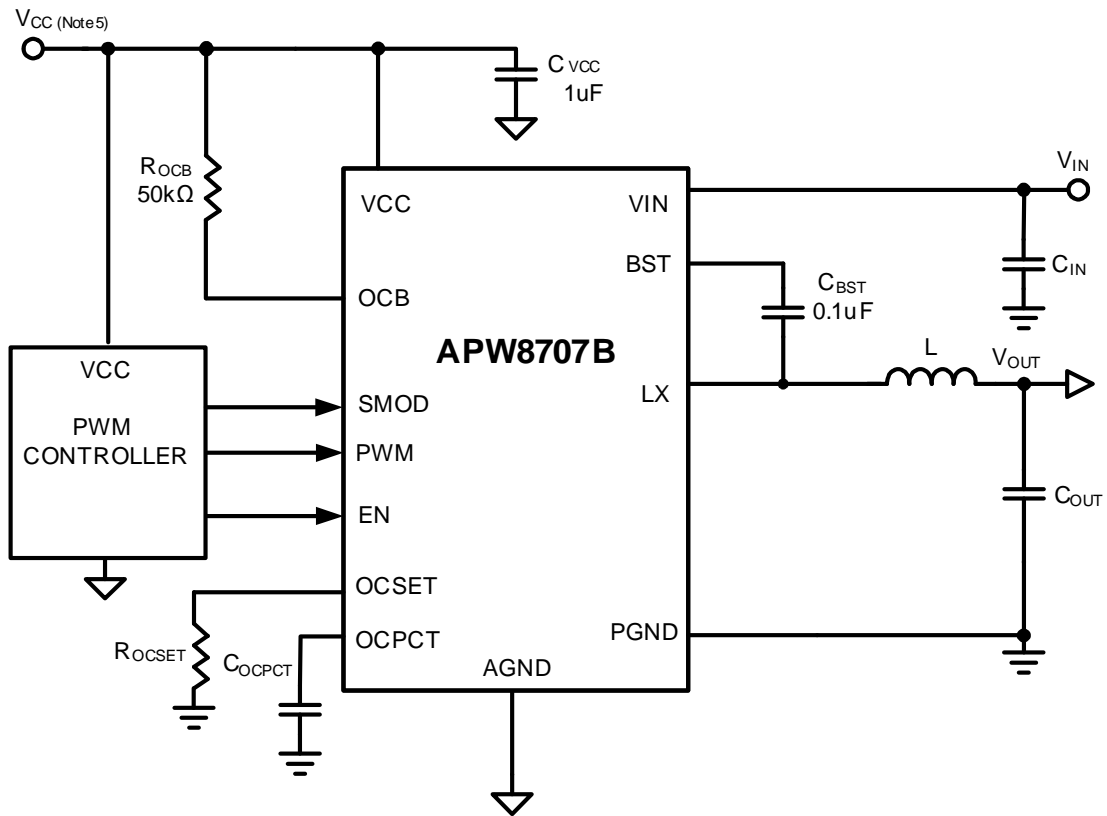 VCC (Note5)
CVCC
1uF
ROCB
50kΩ
VCC
VIN
VIN
BST
CIN
CBST
0.1uF
OCB
APW8707B
L
VOUT
LX
VCC
PWM
CONTROLLER
SMOD
PWM
EN
COUT
OCSET
PGND
OCPCT
ROCSET
COCPCT
AGND